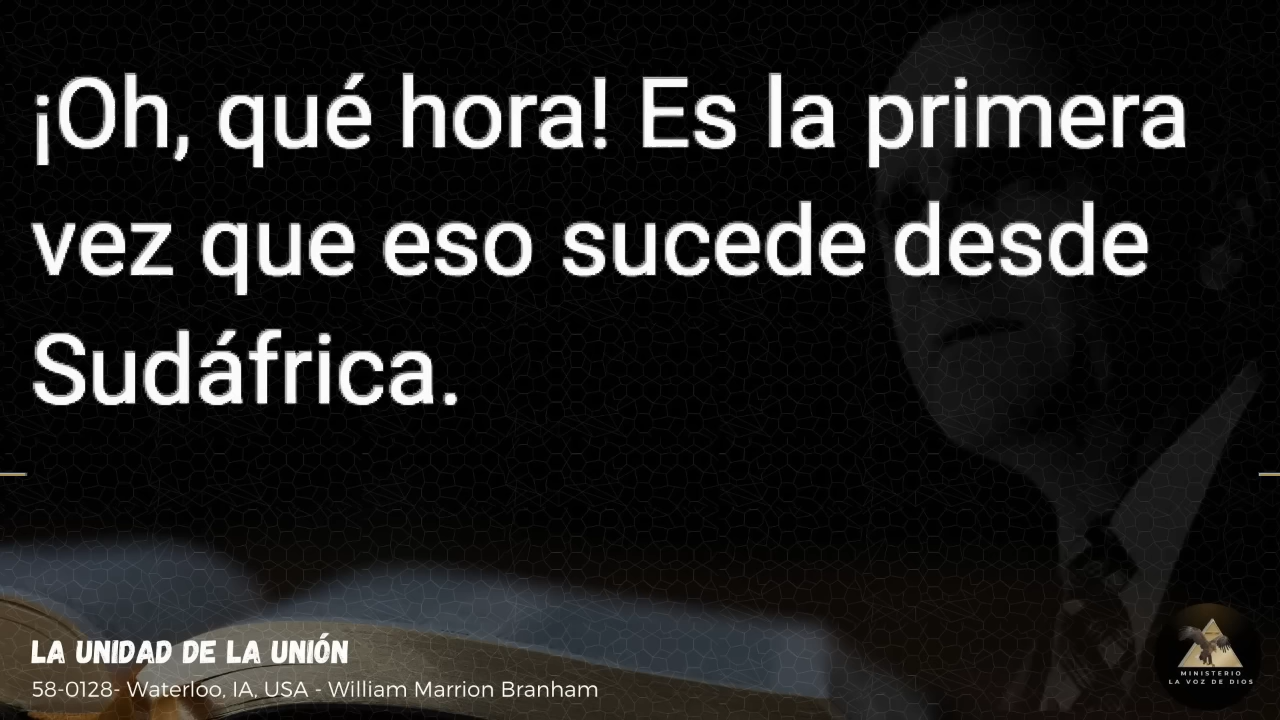 ¡Oh, qué hora! Es la primera
vez que eso sucede desde
Sudáfrica.
LA UNIDAD DE LA UNIÓN
58-0128- Waterloo, IA, USA - William Marrion Branham
MINISTERIO
LA VOZ DE DIOS